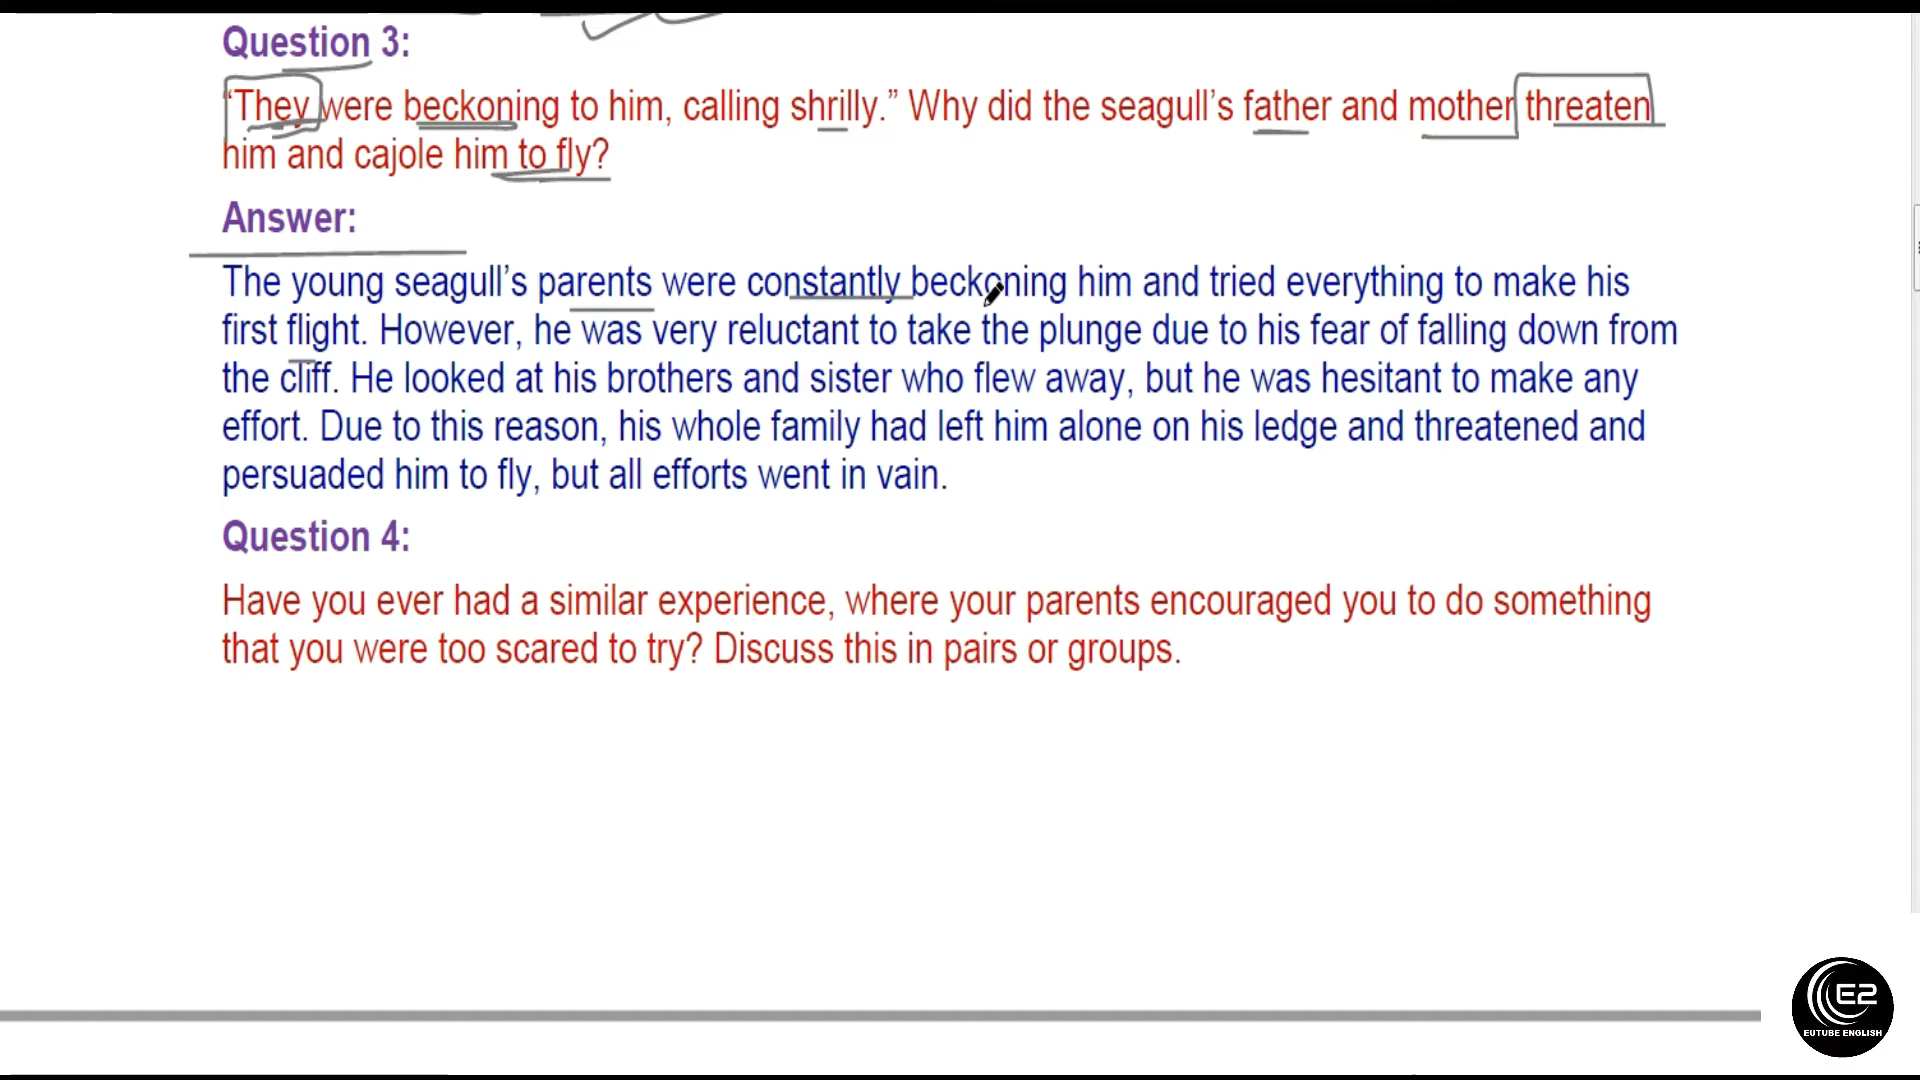 Question 3:
“They were beckoning to him, calling shrilly.” Why did the seagull’s father and mother threaten
him and cajole him to fly?
Answer:
The young seagull’s parents were constantly beckoning him and tried everything to make his
first flight. However, he was very reluctant to take the plunge due to his fear of falling down from
the cliff. He looked at his brothers and sister who flew away, but he was hesitant to make any
effort. Due to this reason, his whole family had left him alone on his ledge and threatened and
persuaded him to fly, but all efforts went in vain.
Question 4:
Have you ever had a similar experience, where your parents encouraged you to do something
that you were too scared to try? Discuss this in pairs or groups.
E2
EUTUBE ENGLISH